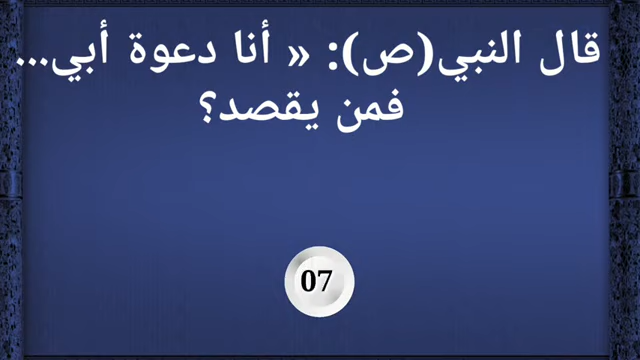 قال النبي(ص): « أنا دعوة أبي...
فمن يقصد؟
07